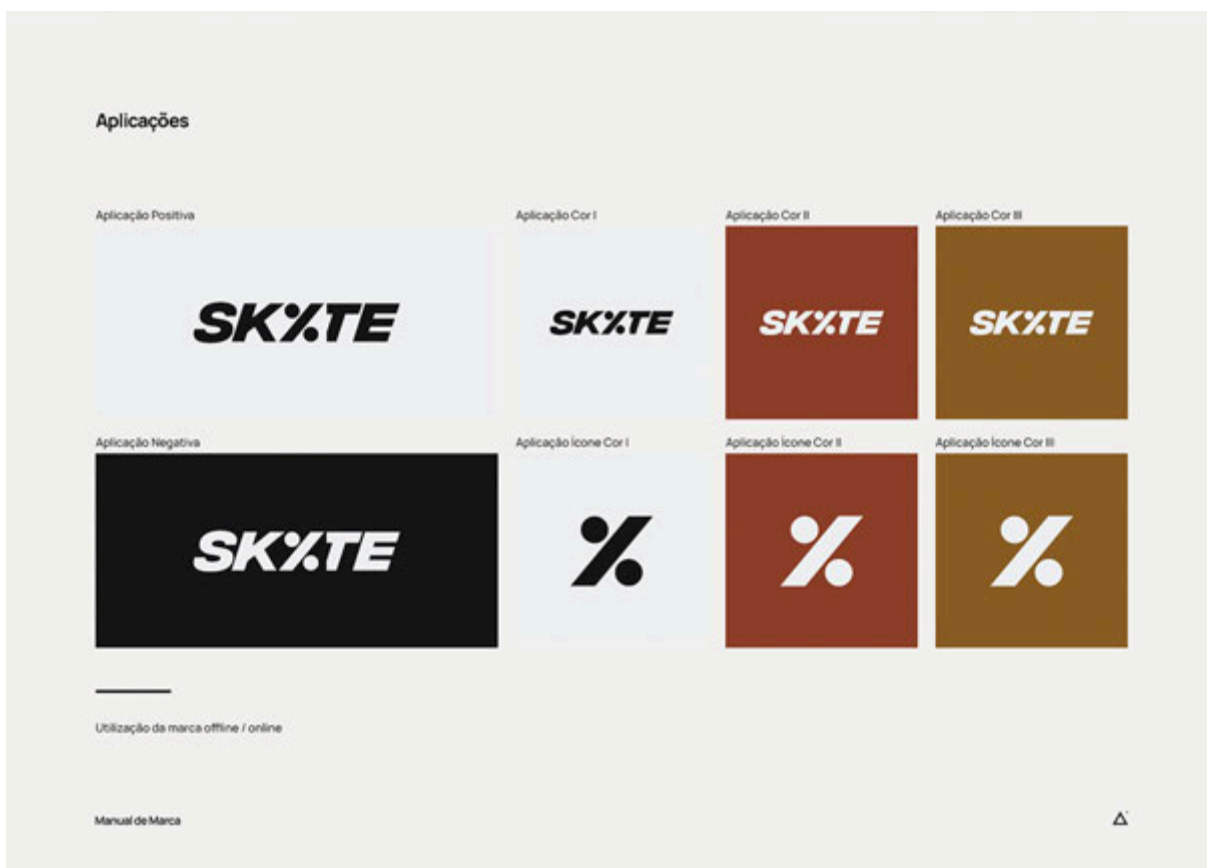 Aplicações
Aplicação Positiva
Aplicação Cor I
Aplicação Cor II
Aplicação Cor III
SK%TE
SK%TE
SK%TE
SK%TE
Aplicação Negativa
Aplicação Ícone Cor I
Aplicação Ícone Cor II
Aplicação Ícone Cor III
SK%TE
%
%
%
Utilização da marca offline / online
Manual de Marca